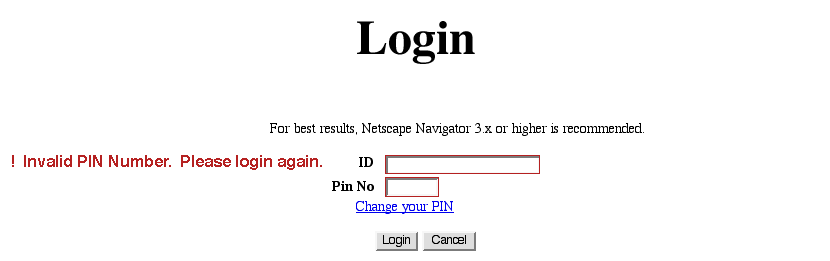 Login
For best results, Netscape Navigator 3.x or higher is recommended.
! Invalid PIN Number. Please login again.
ID
Pin No
Change your PIN
Login Cancel